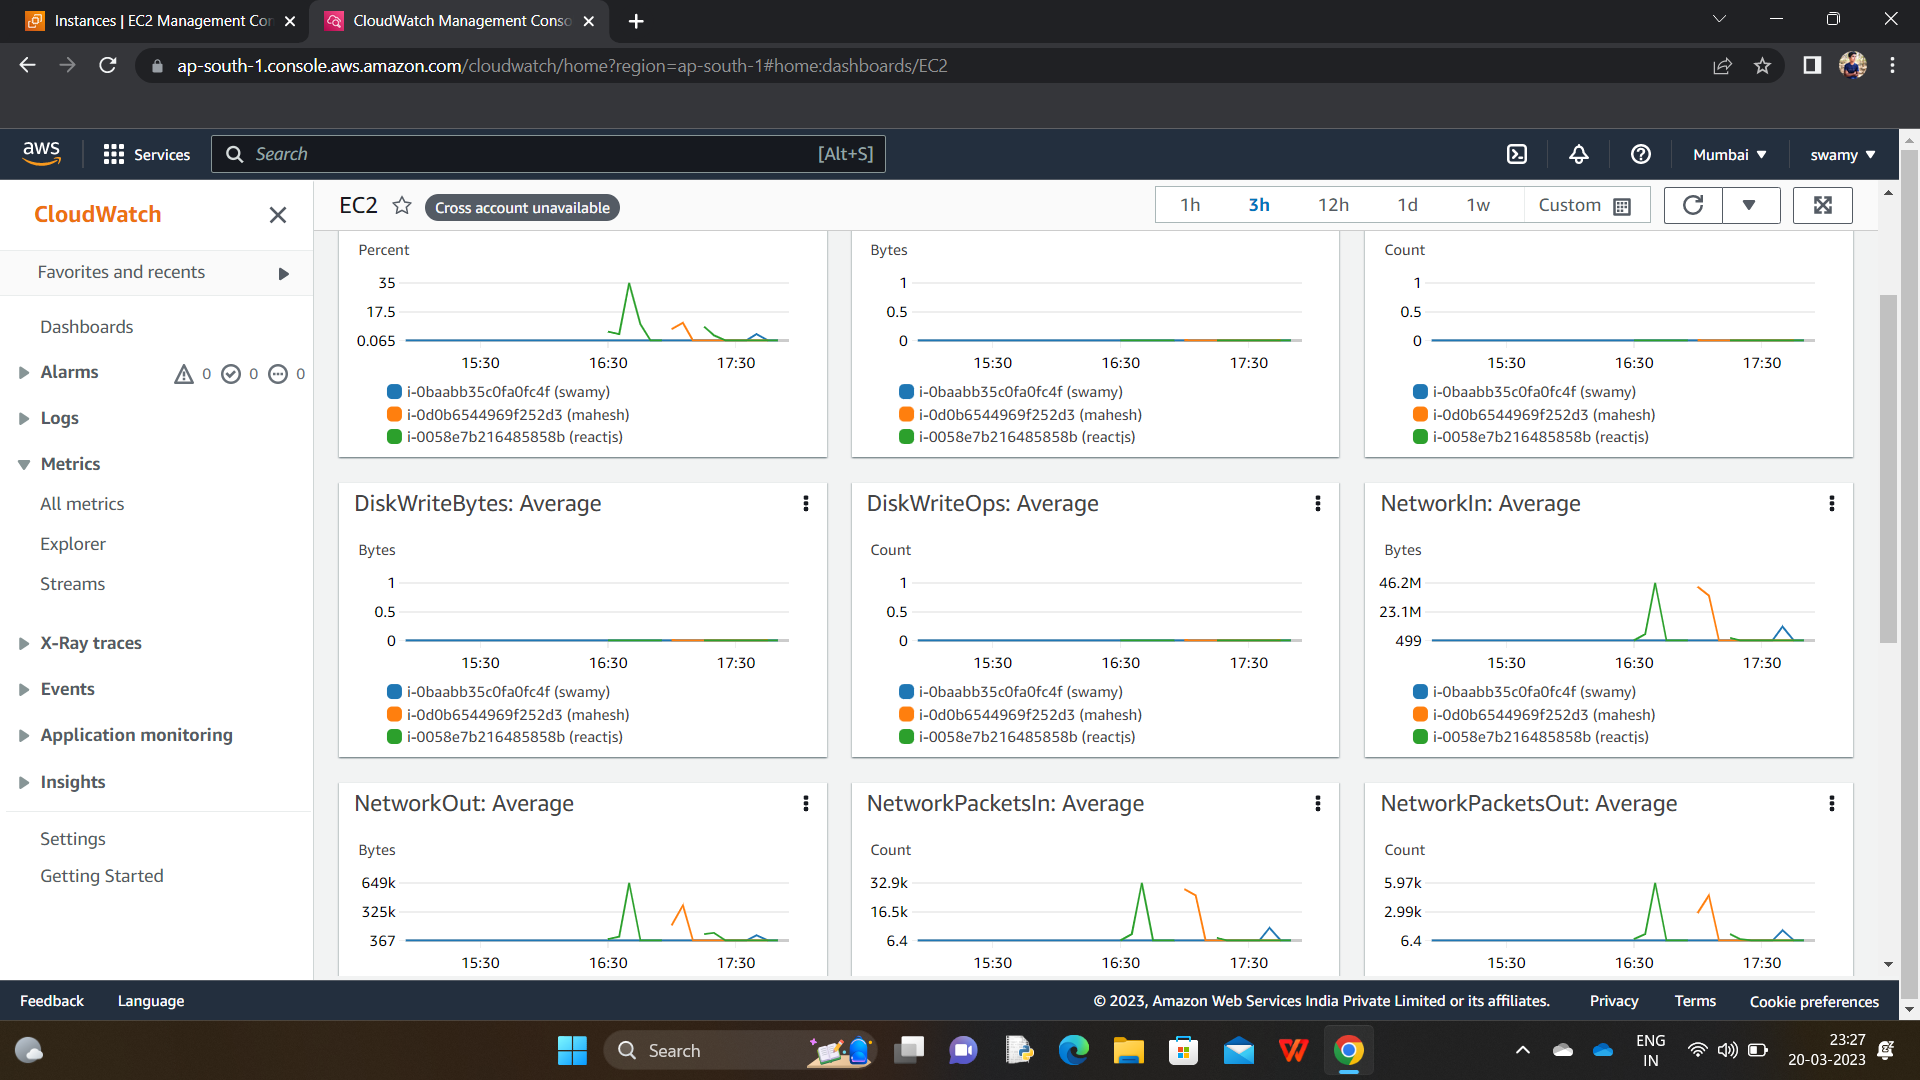 Instances | EC2 Management Con
CloudWatch Management Conso
ap-south-1.console.aws.amazon.com/cloudwatch/home?region=ap-south-1#home:dashboards/EC2
aws
Services
Search
[Alt+S]
Mumbai
swamy
CloudWatch
Favorites and recents
Dashboards
Alarms
0
0
0
Logs
Metrics
All metrics
Explorer
Streams
X-Ray traces
Events
Application monitoring
Insights
Settings
Getting Started
EC2
Cross account unavailable
1h
3h
12h
1d
1w
Custom
Percent
35
17.5
0.065
15:30
16:30
17:30
i-0baabb35c0fa0fc4f (swamy)
i-0d0b6544969f252d3 (mahesh)
i-0058e7b216485858b (reactjs)
Bytes
1
0.5
0
15:30
16:30
17:30
i-0baabb35c0fa0fc4f (swamy)
i-0d0b6544969f252d3 (mahesh)
i-0058e7b216485858b (reactjs)
Count
1
0.5
0
15:30
16:30
17:30
i-0baabb35c0fa0fc4f (swamy)
i-0d0b6544969f252d3 (mahesh)
i-0058e7b216485858b (reactjs)
DiskWriteBytes: Average
Bytes
1
0.5
0
15:30
16:30
17:30
i-0baabb35c0fa0fc4f (swamy)
i-0d0b6544969f252d3 (mahesh)
i-0058e7b216485858b (reactjs)
DiskWriteOps: Average
Count
1
0.5
0
15:30
16:30
17:30
i-0baabb35c0fa0fc4f (swamy)
i-0d0b6544969f252d3 (mahesh)
i-0058e7b216485858b (reactjs)
NetworkIn: Average
Bytes
46.2M
23.1M
499
15:30
16:30
17:30
i-0baabb35c0fa0fc4f (swamy)
i-0d0b6544969f252d3 (mahesh)
i-0058e7b216485858b (reactjs)
NetworkOut: Average
Bytes
649k
325k
367
15:30
16:30
17:30
NetworkPacketsIn: Average
Count
32.9k
16.5k
6.4
15:30
16:30
17:30
NetworkPacketsOut: Average
Count
5.97k
2.99k
6.4
15:30
16:30
17:30
Feedback
Language
© 2023, Amazon Web Services India Private Limited or its affiliates.
Privacy
Terms
Cookie preferences
Search
ENG
IN
23:27
20-03-2023